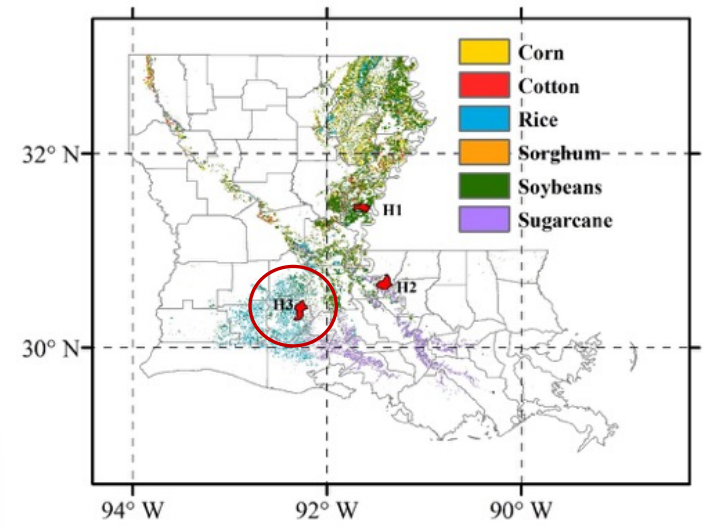 Corn
Cotton
Rice
Sorghum
Soybeans
Sugarcane
32° N
H1
H2
H3
30° N
94° W
92° W
90° W